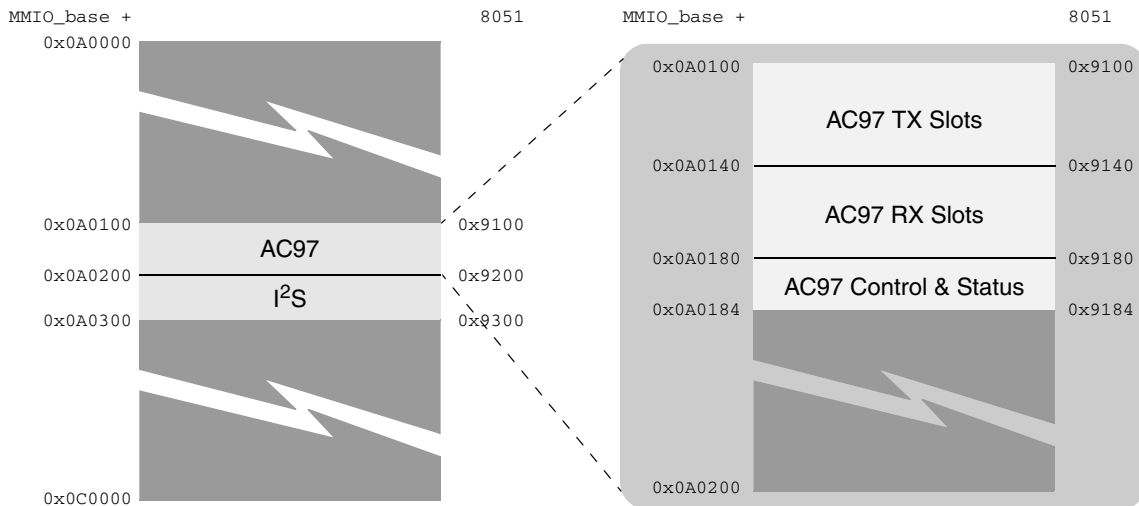 MMIO_base + 8051
0x0A0000
0x0A0100 0x9100
AC97
0x0A0200 0x9200
I²S
0x0A0300 0x9300
0x0C0000
MMIO_base + 8051
0x0A0100 0x9100
AC97 TX Slots
0x0A0140 0x9140
AC97 RX Slots
0x0A0180 0x9180
AC97 Control & Status
0x0A0184 0x9184
0x0A0200